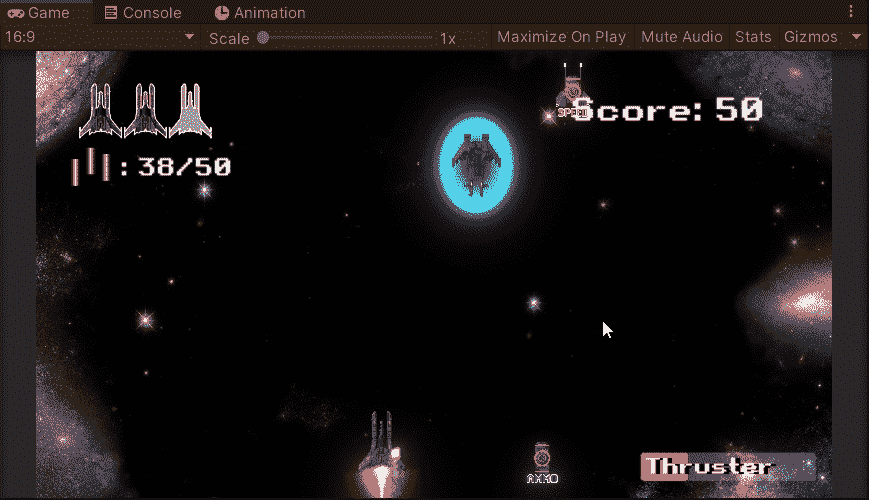 Game Console Animation
16:9 Scale 1x Maximize On Play Mute Audio Stats Gizmos
SPEED
Score: 50
: 38/50
AMMO
Thruster